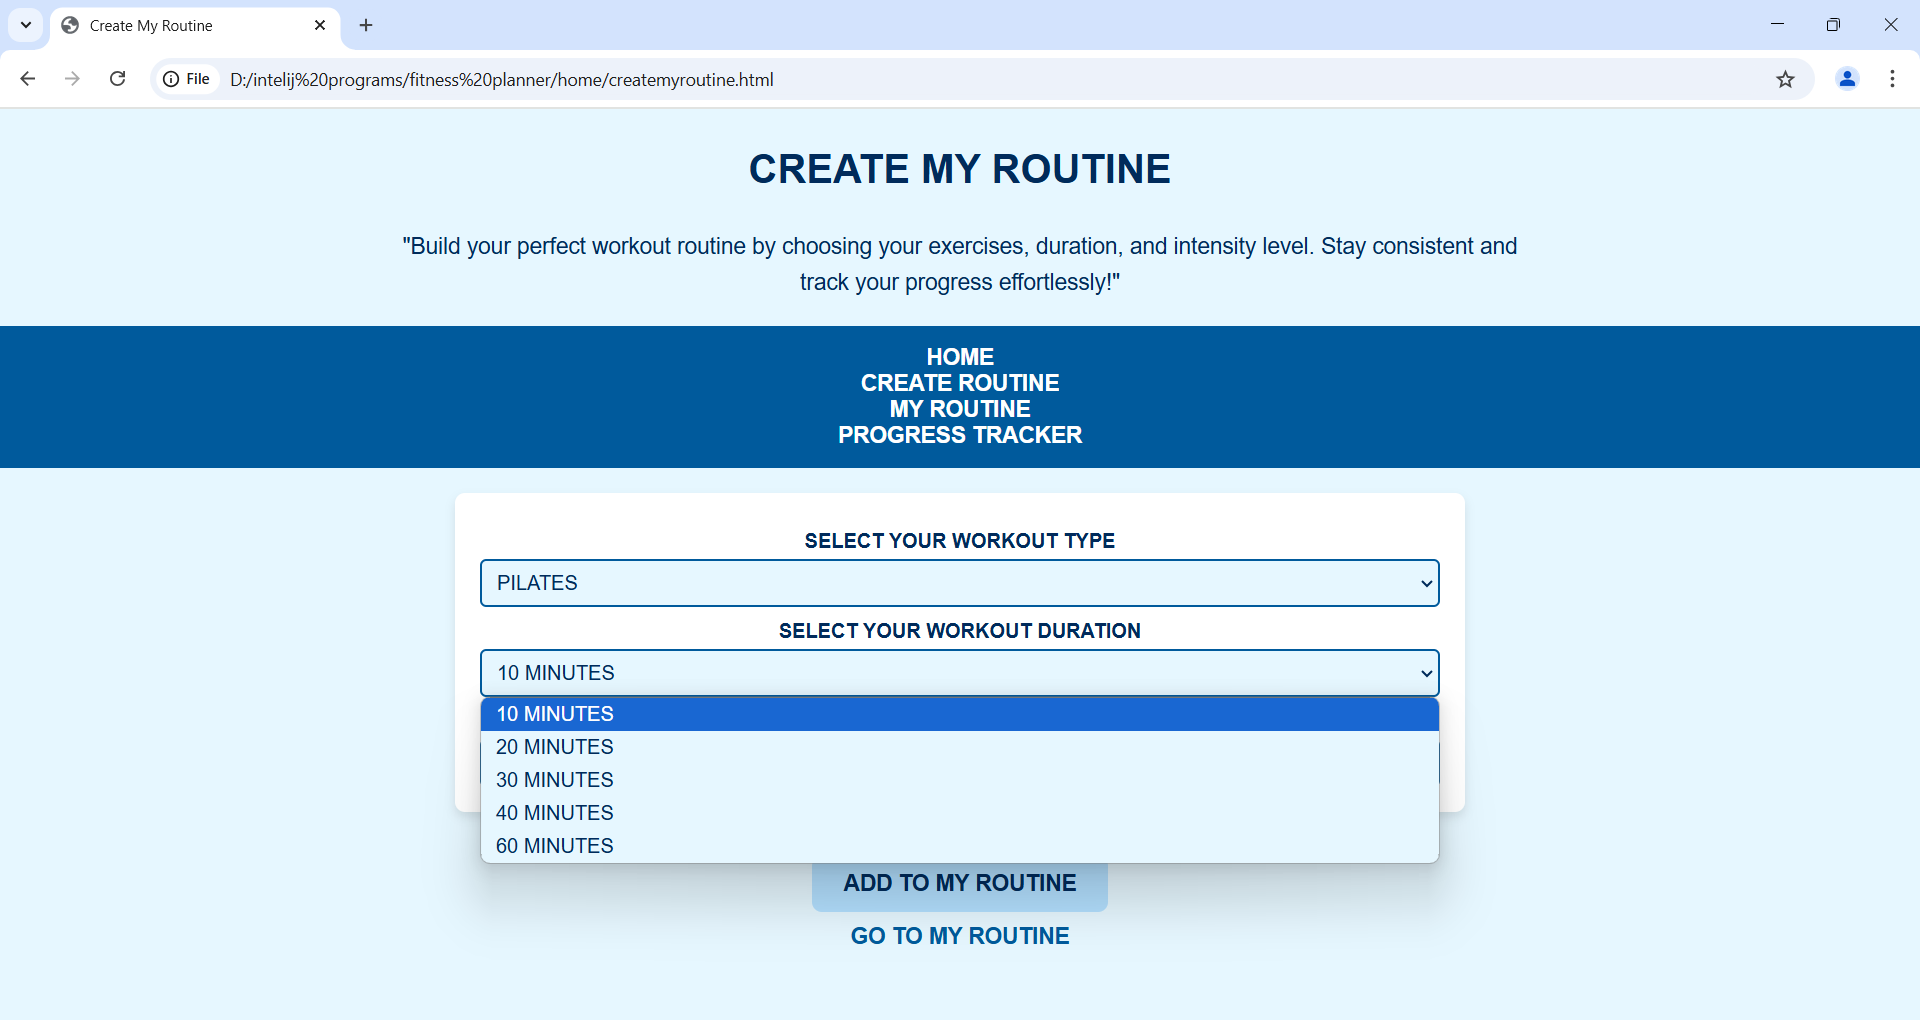 Create My Routine
File
D:/intelij%20programs/fitness%20planner/home/createmyroutine.html
CREATE MY ROUTINE
"Build your perfect workout routine by choosing your exercises, duration, and intensity level. Stay consistent and
track your progress effortlessly!"
HOME
CREATE ROUTINE
MY ROUTINE
PROGRESS TRACKER
SELECT YOUR WORKOUT TYPE
PILATES
SELECT YOUR WORKOUT DURATION
10 MINUTES
10 MINUTES
20 MINUTES
30 MINUTES
40 MINUTES
60 MINUTES
ADD TO MY ROUTINE
GO TO MY ROUTINE